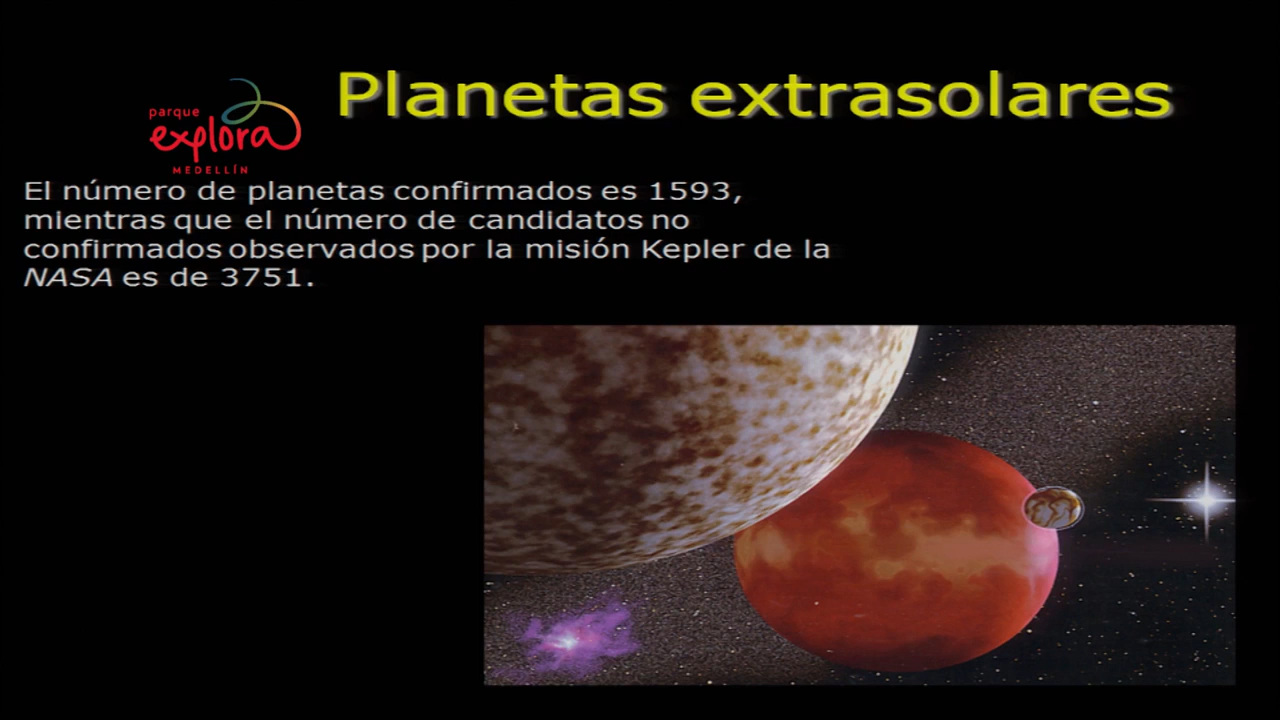 Planetas extrasolares
parque
explora
MEDELLÍN
El número de planetas confirmados es 1593,
mientras que el número de candidatos no
confirmados observados por la misión Kepler de la
NASA es de 3751.